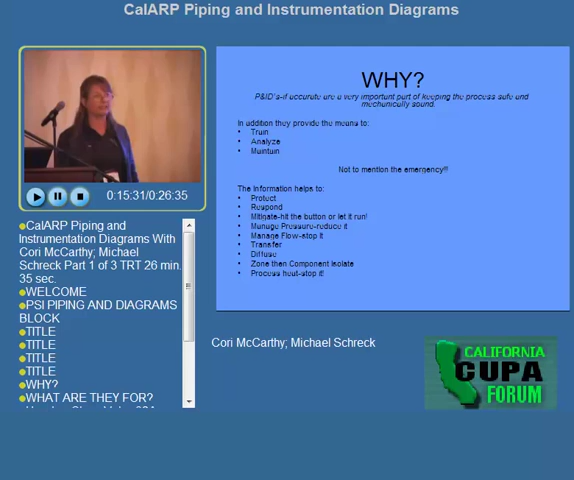 CalARP Piping and Instrumentation Diagrams
WHY?
P&ID's-if accurate are a very important part of keeping the process safe and
mechanically sound.
In addition they provide the means to:
• Train
• Analyze
• Maintain
Not to mention the emergency!!!
The information helps to:
• Protect
• Respond
• Mitigate-hit the button or let it run!
• Manage Pressure-reduce it
• Manage Flow-stop it
• Transfer
• Diffuse
• Zone then Component isolate
• Process heat-stop it!
0:15:31/0:26:35
CalARP Piping and
Instrumentation Diagrams With
Cori McCarthy; Michael
Schreck Part 1 of 3 TRT 26 min.
35 sec.
WELCOME
PSI PIPING AND DIAGRAMS
BLOCK
TITLE
TITLE
TITLE
TITLE
WHY?
WHAT ARE THEY FOR?
Cori McCarthy; Michael Schreck
CALIFORNIA
CUPA
FORUM